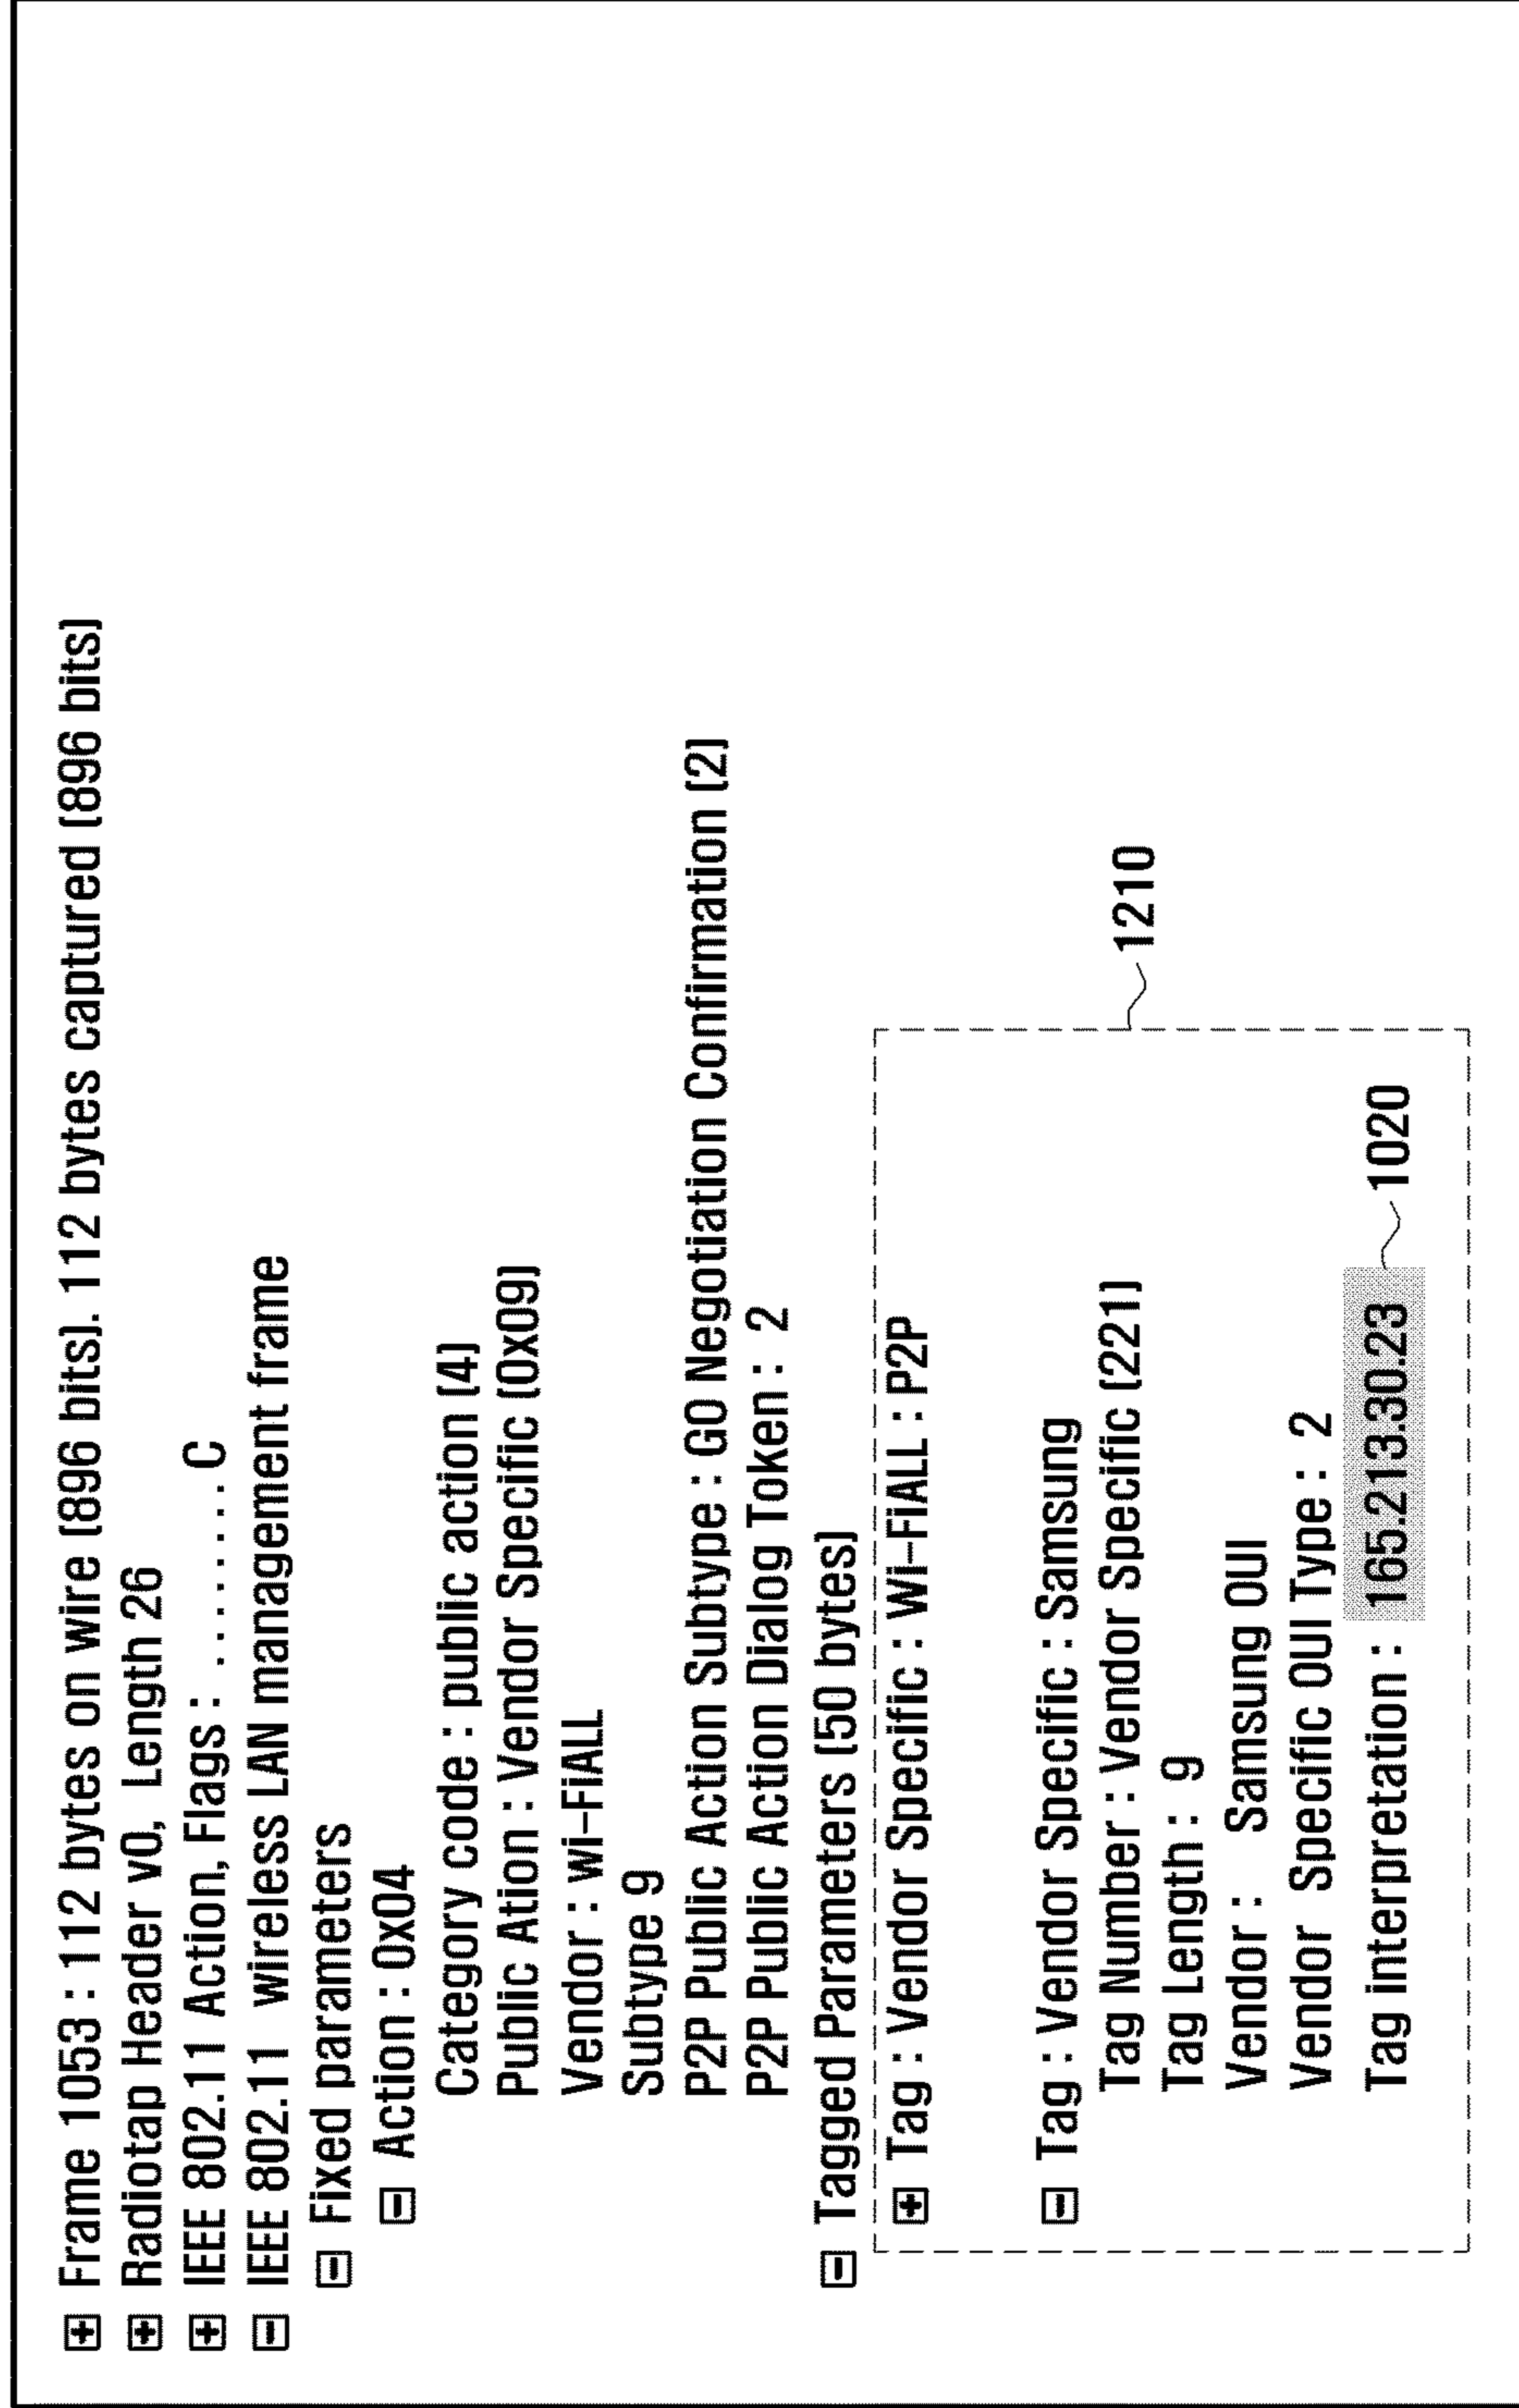 ⊞ Frame 1053 : 112 bytes on wire (896 bits). 112 bytes captured (896 bits)
⊞ Radiotap Header v0, Length 26
⊞ IEEE 802.11 Action, Flags : ........ C
⊟ IEEE 802.11 wireless LAN management frame
⊟ Fixed parameters
⊟ Action : 0x04
Category code : public action (4)
Public Ation : Vendor Specific (0x09)
Vendor : wi-FiALL
Subtype 9
P2P Public Action Subtype : GO Negotiation Confirmation (2)
P2P Public Action Dialog Token : 2
⊟ Tagged Parameters (50 bytes)
⊞ Tag : Vendor Specific : Wi-FiALL : P2P
⊟ Tag : Vendor Specific : Samsung
Tag Number : Vendor Specific (221)
1210
Tag Length : 9
Vendor : Samsung OUI
Vendor Specific OUI Type : 2
Tag interpretation : 165.213.30.23 1020